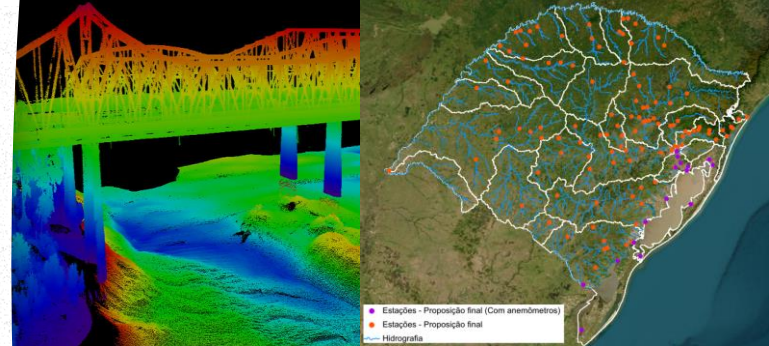 Estações - Proposição final (Com anemômetros)
Estações - Proposição final
Hidrografia